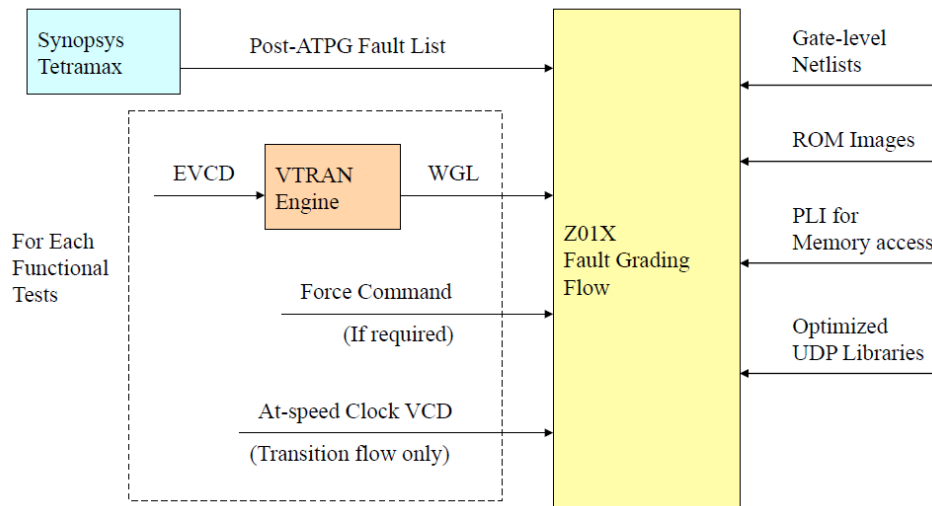 Synopsys
Tetramax
Post-ATPG Fault List
Gate-level
Netlists
ROM Images
EVCD
VTRAN
Engine
WGL
PLI for
Memory access
For Each
Functional
Tests
Z01X
Fault Grading
Flow
Force Command
(If required)
Optimized
UDP Libraries
At-speed Clock VCD
(Transition flow only)